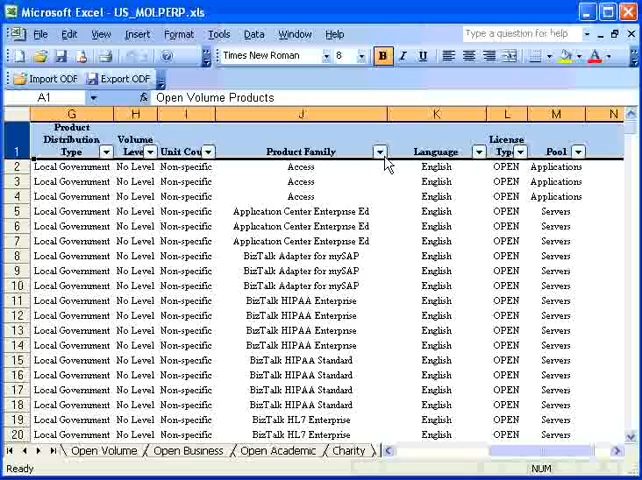 Microsoft Excel - US_MOLPERP.xls
File Edit View Insert Format Tools Data Window Help Type a question for help
Times New Roman 8 B I U A
Import ODF Export ODF
A1 fx Open Volume Products
G H I J K L M N
Product Distribution Type Volume Leve Unit Cou Product Family Language License Typ Pool
1
2 Local Government No Level Non-specific Access English OPEN Applications
3 Local Government No Level Non-specific Access English OPEN Applications
4 Local Government No Level Non-specific Access English OPEN Applications
5 Local Government No Level Non-specific Application Center Enterprise Ed English OPEN Servers
6 Local Government No Level Non-specific Application Center Enterprise Ed English OPEN Servers
7 Local Government No Level Non-specific Application Center Enterprise Ed English OPEN Servers
8 Local Government No Level Non-specific BizTalk Adapter for mySAP English OPEN Servers
9 Local Government No Level Non-specific BizTalk Adapter for mySAP English OPEN Servers
10 Local Government No Level Non-specific BizTalk Adapter for mySAP English OPEN Servers
11 Local Government No Level Non-specific BizTalk HIPAA Enterprise English OPEN Servers
12 Local Government No Level Non-specific BizTalk HIPAA Enterprise English OPEN Servers
13 Local Government No Level Non-specific BizTalk HIPAA Enterprise English OPEN Servers
14 Local Government No Level Non-specific BizTalk HIPAA Enterprise English OPEN Servers
15 Local Government No Level Non-specific BizTalk HIPAA Standard English OPEN Servers
16 Local Government No Level Non-specific BizTalk HIPAA Standard English OPEN Servers
17 Local Government No Level Non-specific BizTalk HIPAA Standard English OPEN Servers
18 Local Government No Level Non-specific BizTalk HIPAA Standard English OPEN Servers
19 Local Government No Level Non-specific BizTalk HL7 Enterprise English OPEN Servers
20 Local Government No Level Non-specific BizTalk HL7 Enterprise English OPEN Servers
Open Volume Open Business Open Academic Charity
Ready NUM